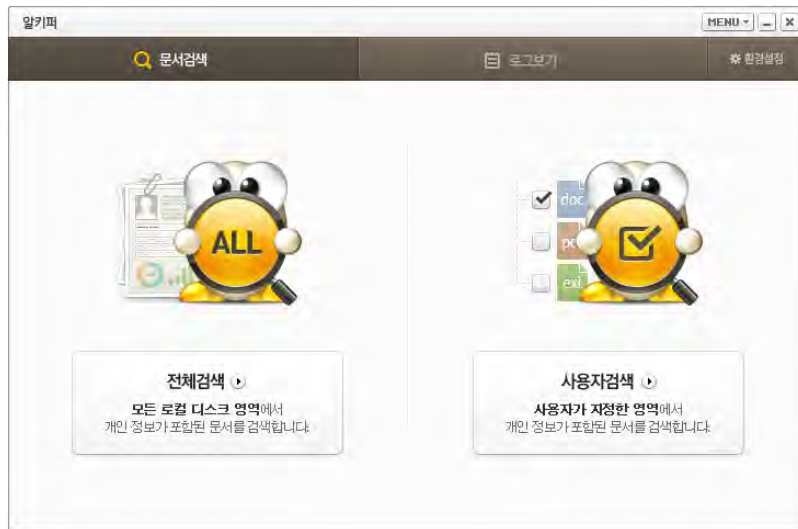 알키퍼
MENU
문서검색
로그보기
환경설정
ALL
doc
전체검색
모든 로컬 디스크 영역에서
개인 정보가 포함된 문서를 검색합니다.
사용자검색
사용자가 지정한 영역에서
개인 정보가 포함된 문서를 검색합니다.